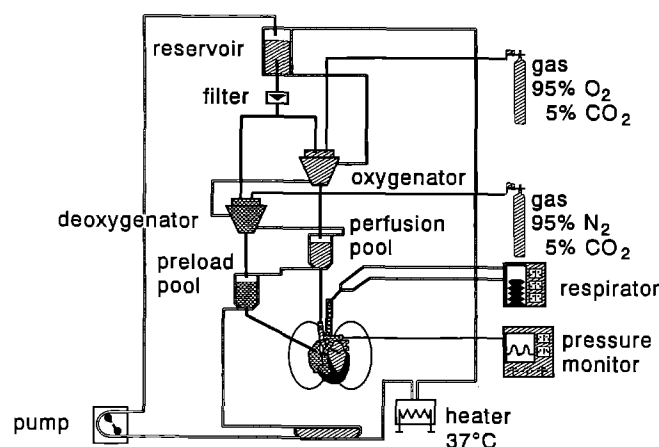 reservoir
filter
gas
95% O2
5% CO2
oxygenator
deoxygenator
gas
95% N2
5% CO2
perfusion
pool
preload
pool
respirator
pressure
monitor
pump
heater
37°C